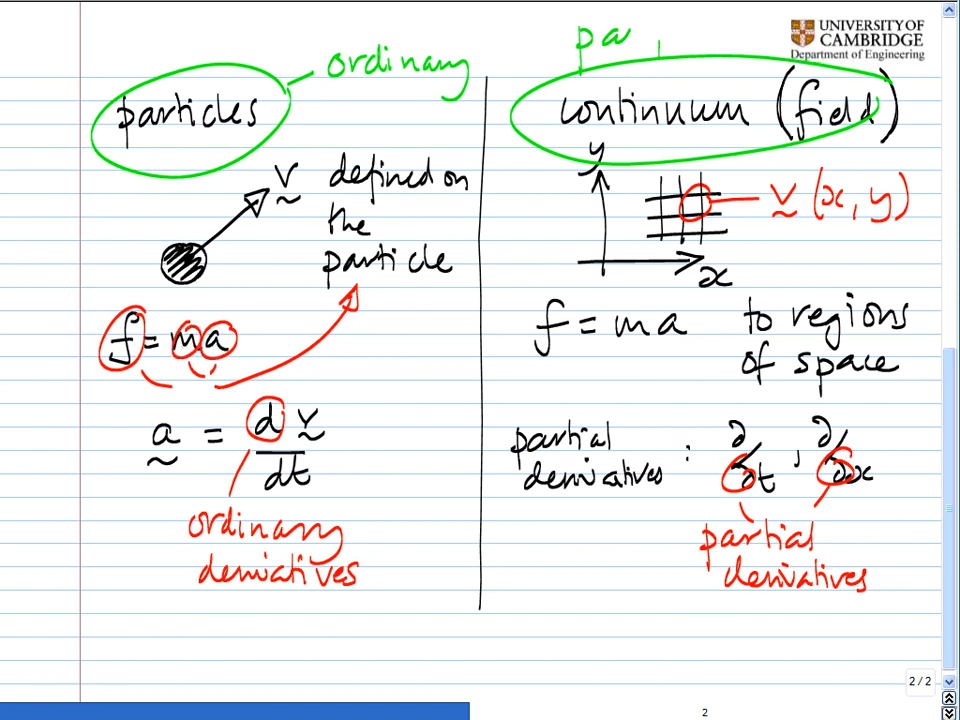 UNIVERSITY OF
CAMBRIDGE
Department of Engineering
ordinary
particles
v defined on
the
particle
f = ma
a = dv
dt
ordinary
derivatives
pa
continuum (field)
y
v (x, y)
x
f = ma to regions
of space
partial
derivatives : ∂/∂t , ∂/∂x
partial
derivatives
2 / 2
2